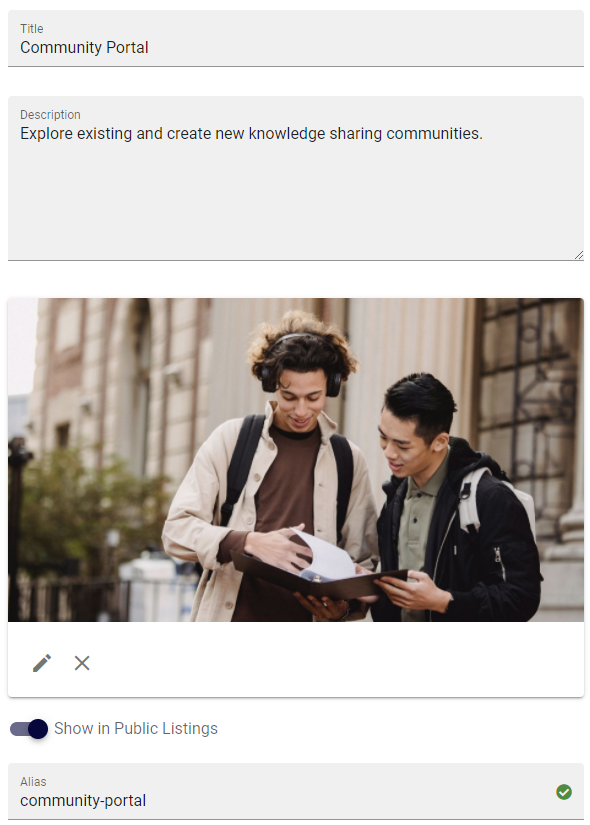 Title
Community Portal
Description
Explore existing and create new knowledge sharing communities.
Show in Public Listings
Alias
community-portal